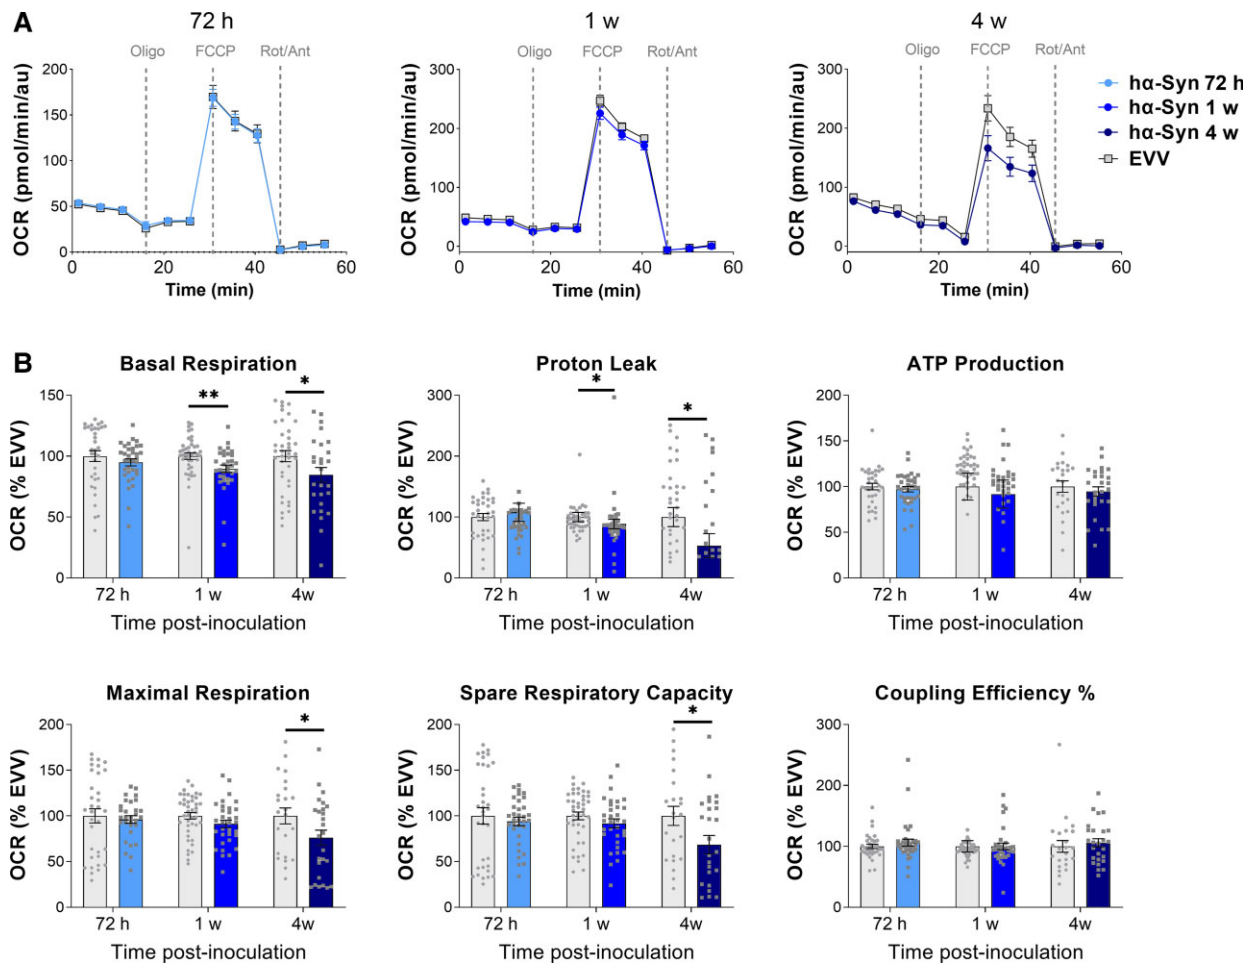 A
72 h
1 w
4 w
Oligo FCCP Rot/Ant
Oligo FCCP Rot/Ant
Oligo FCCP Rot/Ant
OCR (pmol/min/au)
200
150
100
50
0
0 20 40 60
Time (min)
OCR (pmol/min/au)
300
200
100
0
0 20 40 60
Time (min)
OCR (pmol/min/au)
300
200
100
0
0 20 40 60
Time (min)
hα-Syn 72 h
hα-Syn 1 w
hα-Syn 4 w
EVV
B
Basal Respiration
OCR (% EVV)
150
100
50
0
**
*
72 h 1 w 4w
Time post-inoculation
Proton Leak
OCR (% EVV)
300
200
100
0
*
*
72 h 1 w 4w
Time post-inoculation
ATP Production
OCR (% EVV)
200
150
100
50
0
72 h 1 w 4w
Time post-inoculation
Maximal Respiration
OCR (% EVV)
200
150
100
50
0
*
72 h 1 w 4w
Time post-inoculation
Spare Respiratory Capacity
OCR (% EVV)
200
150
100
50
0
*
72 h 1 w 4w
Time post-inoculation
Coupling Efficiency %
OCR (% EVV)
300
200
100
0
72 h 1 w 4w
Time post-inoculation